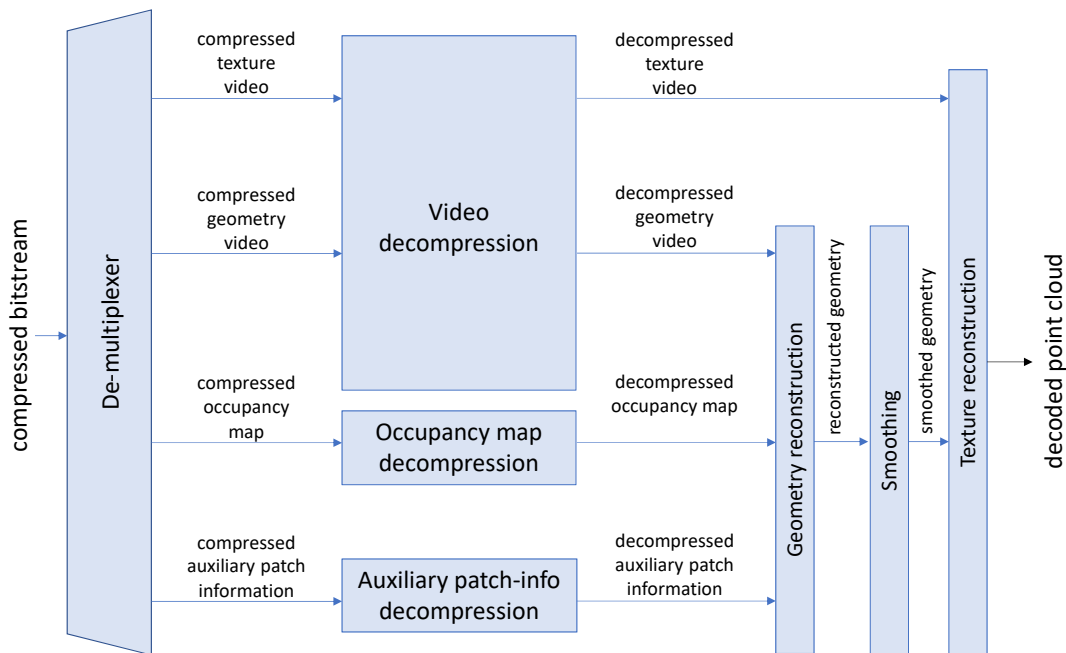 compressed bitstream
De-multiplexer
compressed
texture
video
compressed
geometry
video
compressed
occupancy
map
compressed
auxiliary patch
information
Video
decompression
Occupancy map
decompression
Auxiliary patch-info
decompression
decompressed
texture
video
decompressed
geometry
video
decompressed
occupancy map
decompressed
auxiliary patch
information
Geometry reconstruction
reconstructed geometry
Smoothing
smoothed geometry
Texture reconstruction
decoded point cloud